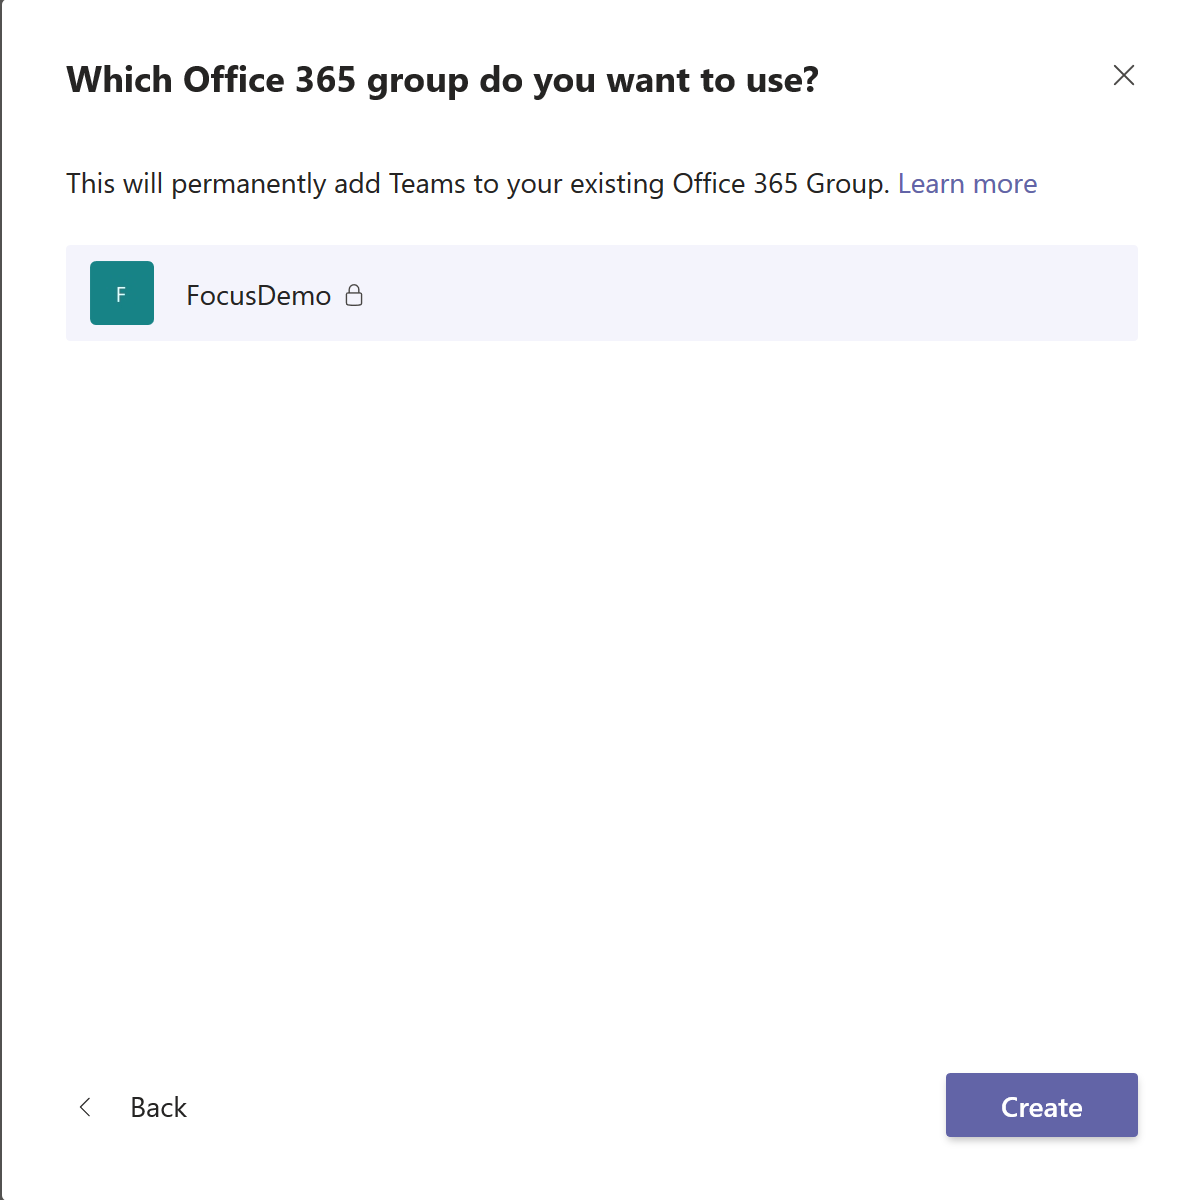 Which Office 365 group do you want to use?
This will permanently add Teams to your existing Office 365 Group. Learn more
F
FocusDemo
Back
Create